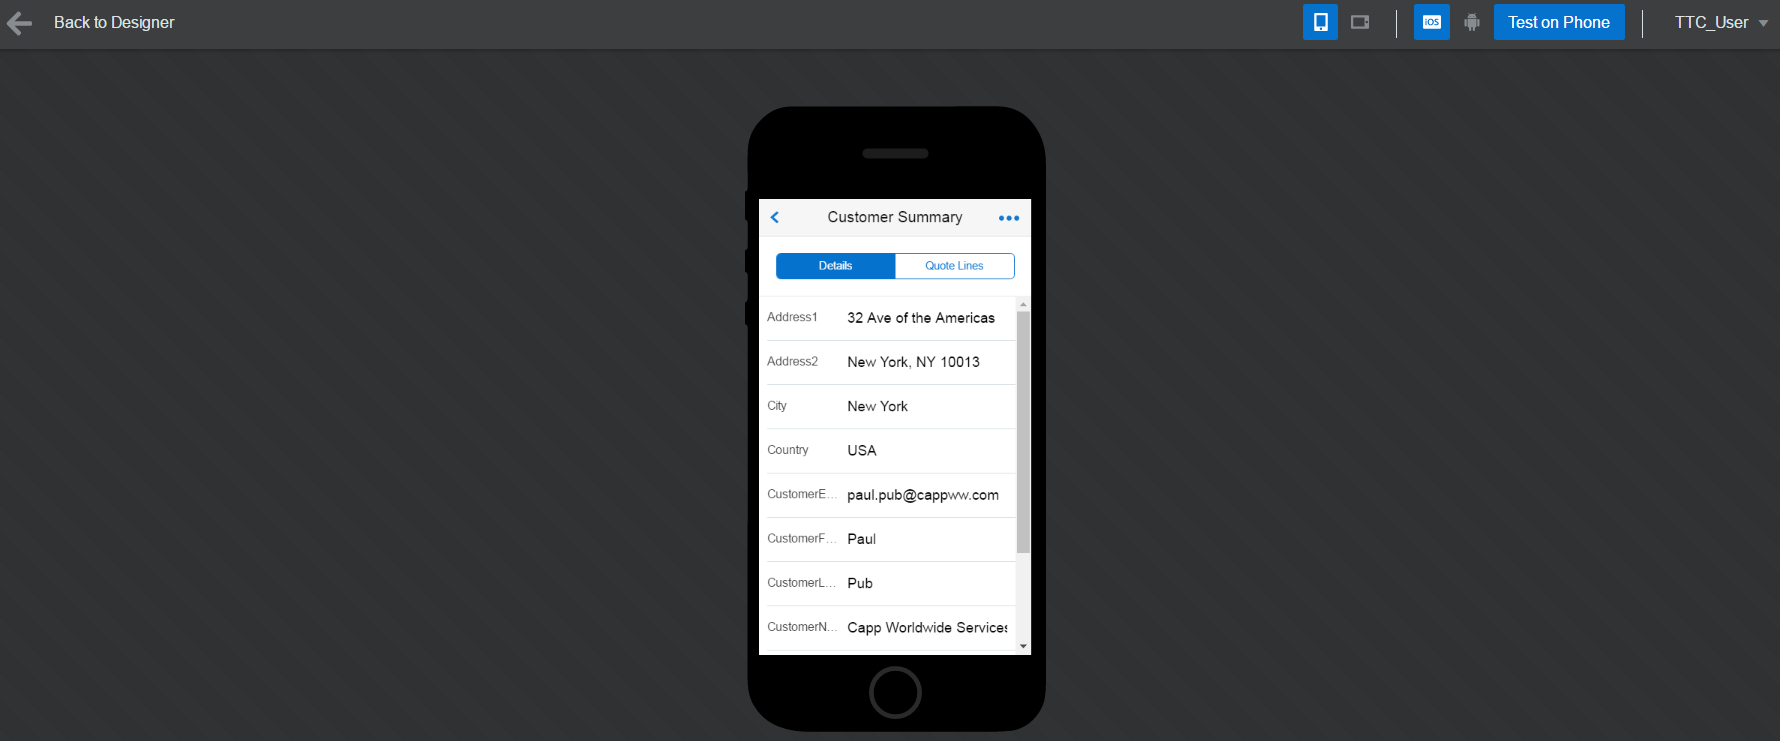 Back to Designer
iOS
Test on Phone
TTC_User
Customer Summary
Details
Quote Lines
Address1 32 Ave of the Americas
Address2 New York, NY 10013
City New York
Country USA
CustomerE... paul.pub@cappww.com
CustomerF... Paul
CustomerL... Pub
CustomerN... Capp Worldwide Services